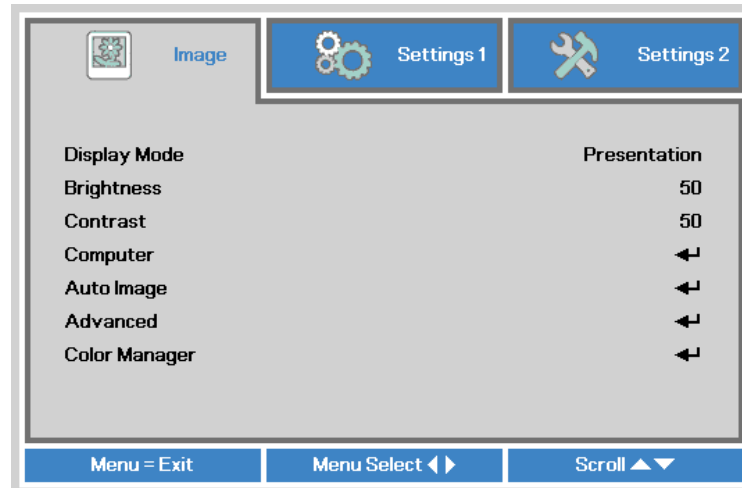 Image Settings 1 Settings 2
Display Mode Presentation
Brightness 50
Contrast 50
Computer
Auto Image
Advanced
Color Manager
Menu = Exit Menu Select Scroll